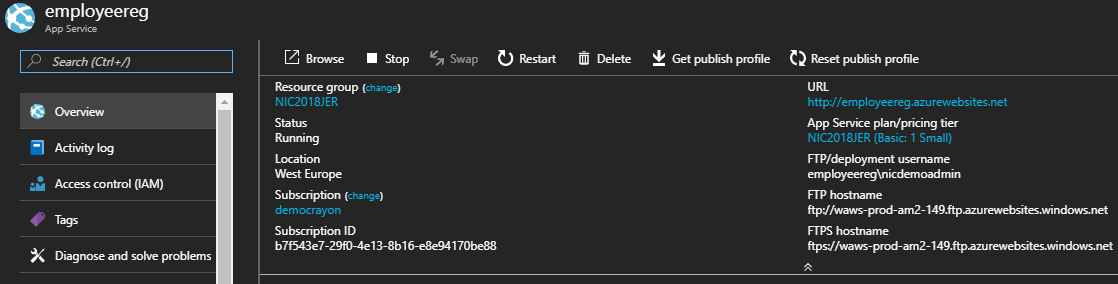 employeereg
App Service
Search (Ctrl+/)
Overview
Activity log
Access control (IAM)
Tags
Diagnose and solve problems
Browse Stop Swap Restart Delete Get publish profile Reset publish profile
Resource group (change)
NIC2018JER
Status
Running
Location
West Europe
Subscription (change)
democrayon
Subscription ID
b7f543e7-29f0-4e13-8b16-e8e94170be88
URL
http://employeereg.azurewebsites.net
App Service plan/pricing tier
NIC2018JER (Basic: 1 Small)
FTP/deployment username
employeereg\nicdemoadmin
FTP hostname
ftp://waws-prod-am2-149.ftp.azurewebsites.windows.net
FTPS hostname
ftps://waws-prod-am2-149.ftp.azurewebsites.windows.net